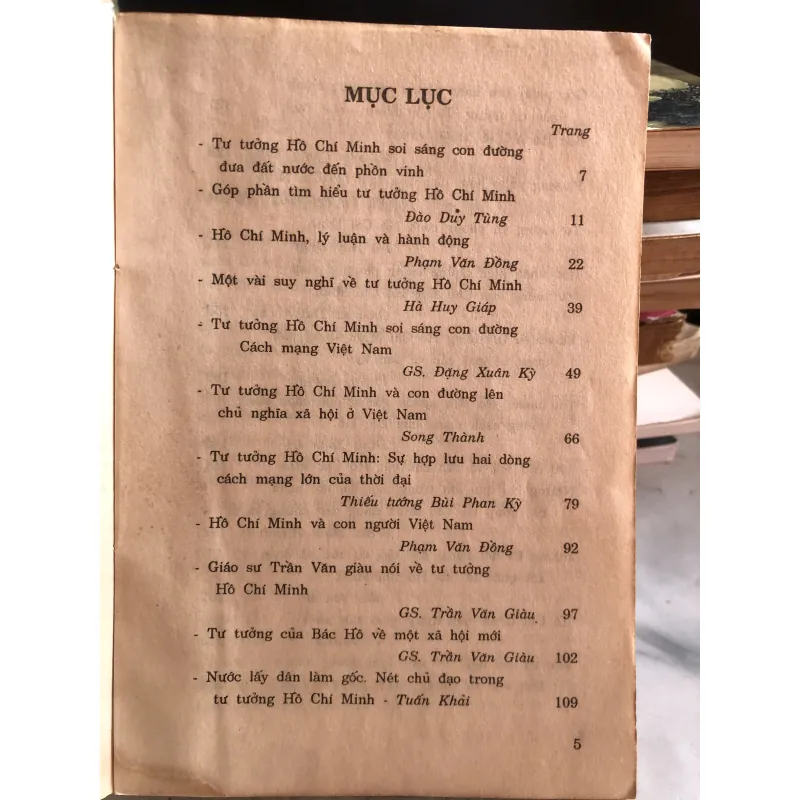 MỤC LỤC
Trang
- Tư tưởng Hồ Chí Minh soi sáng con đường
đưa đất nước đến phồn vinh 7
- Góp phần tìm hiểu tư tưởng Hồ Chí Minh
Đào Duỷ Tùng 11
- Hồ Chí Minh, lý luận và hành động
Phạm Văn Đồng 22
- Một vài suy nghĩ về tư tưởng Hồ Chí Minh
Hà Huy Giáp 39
- Tư tưởng Hồ Chí Minh soi sáng con đường
Cách mạng Việt Nam
GS. Đặng Xuân Kỳ 49
- Tư tưởng Hồ Chí Minh và con đường lên
chủ nghĩa xã hội ở Việt Nam
Song Thành 66
- Tư tưởng Hồ Chí Minh: Sự hợp lưu hai dòng
cách mạng lớn của thời đại
Thiếu tướng Bùi Phan Kỳ 79
- Hồ Chí Minh và con người Việt Nam
Phạm Văn Đồng 92
- Giáo sư Trần Văn giàu nói về tư tưởng
Hồ Chí Minh
GS. Trần Văn Giàu 97
- Tư tưởng của Bác Hồ về một xã hội mới
GS. Trần Văn Giàu 102
- Nước lấy dân làm gốc. Nét chủ đạo trong
tư tưởng Hồ Chí Minh - Tuấn Khải 109
5